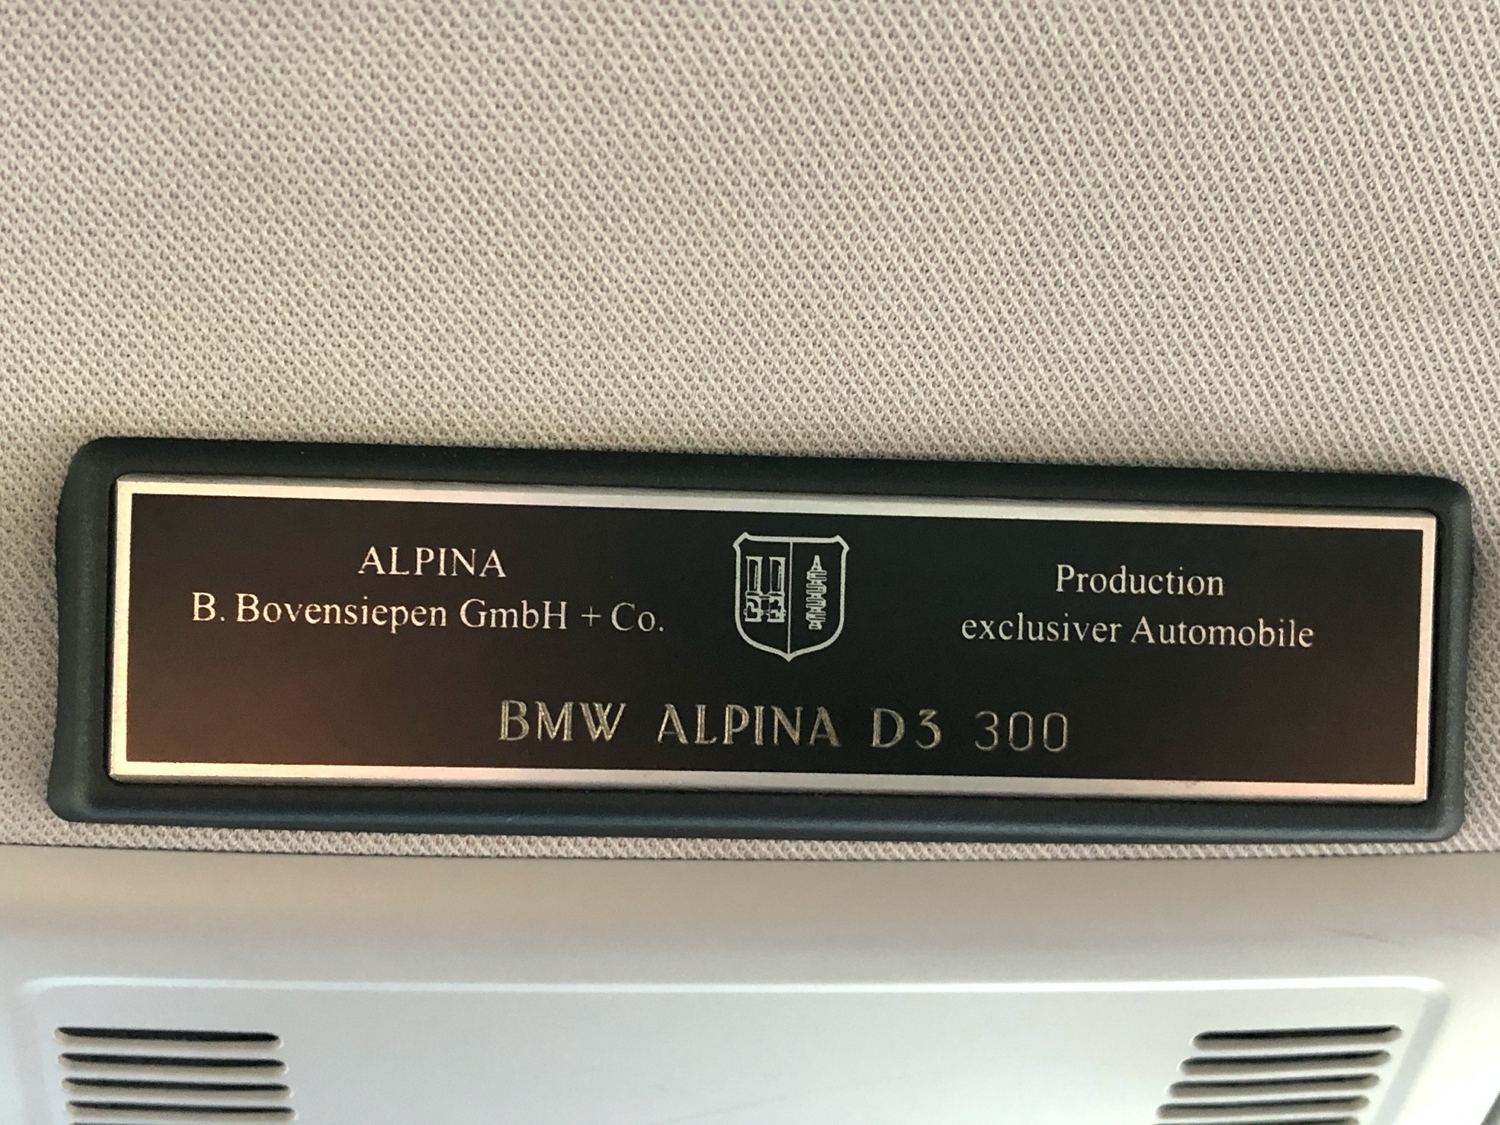 ALPINA
B. Bovensiepen GmbH + Co.
Production
exclusiver Automobile
BMW ALPINA D3 300